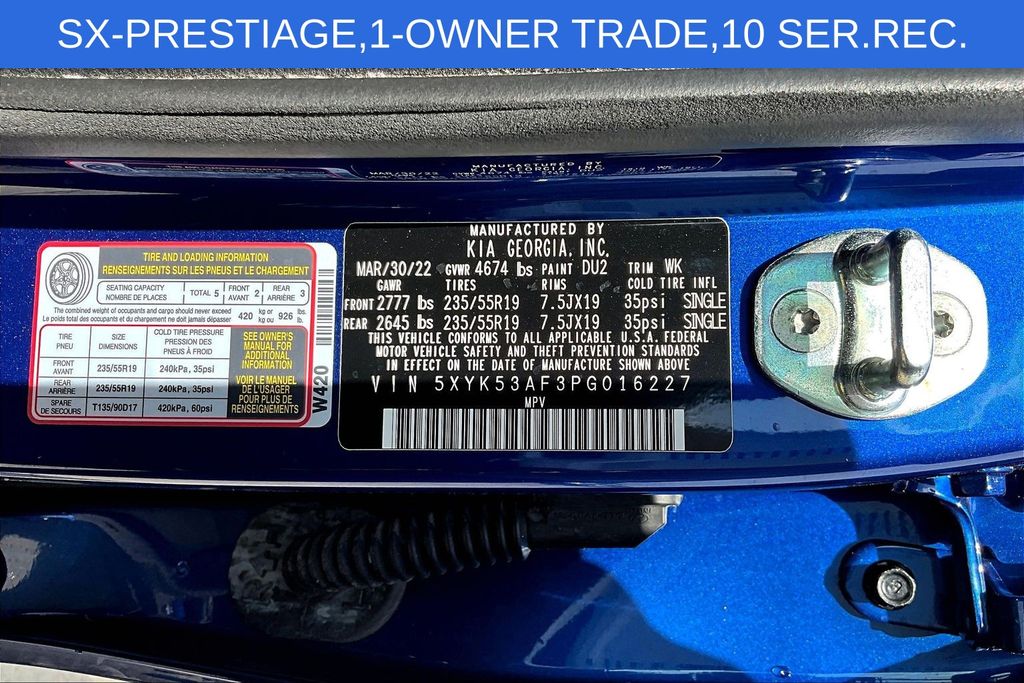 SX-PRESTIAGE,1-OWNER TRADE,10 SER.REC.
MANUFACTURED BY
KIA GEORGIA, INC.
MAR/30/22 GVWR 4674 lbs PAINT DU2 TRIM WK
GAWR TIRES RIMS COLD TIRE INFL
FRONT 2777 lbs 235/55R19 7.5JX19 35psi SINGLE
REAR 2645 lbs 235/55R19 7.5JX19 35psi SINGLE
THIS VEHICLE CONFORMS TO ALL APPLICABLE U.S.A. FEDERAL
MOTOR VEHICLE SAFETY AND THEFT PREVENTION STANDARDS
IN EFFECT ON THE DATE OF MANUFACTURE SHOWN ABOVE
VIN 5XYK53AF3PG016227
MPV
TIRE AND LOADING INFORMATION
RENSEIGNEMENTS SUR LES PNEUS ET LE CHARGEMENT
SEATING CAPACITY
NOMBRE DE PLACES
TOTAL 5
FRONT
AVANT 2
REAR
ARRIÈRE 3
The combined weight of occupants and cargo should never exceed
Le poids total des occupants et du cargo ne doit jamais dépasser
420 kg or
kg ou
926 lbs.
lb.
TIRE
PNEU
SIZE
DIMENSIONS
COLD TIRE PRESSURE
PRESSION DES
PNEUS À FROID
FRONT
AVANT
235/55R19
240kPa, 35psi
REAR
ARRIÈRE
235/55R19
240kPa, 35psi
SPARE
DE SECOURS
T135/90D17
420kPa, 60psi
SEE OWNER'S
MANUAL FOR
ADDITIONAL
INFORMATION
VOIR LE MANUEL
DE L'USAGER
POUR PLUS DE
RENSEIGNEMENTS
W420